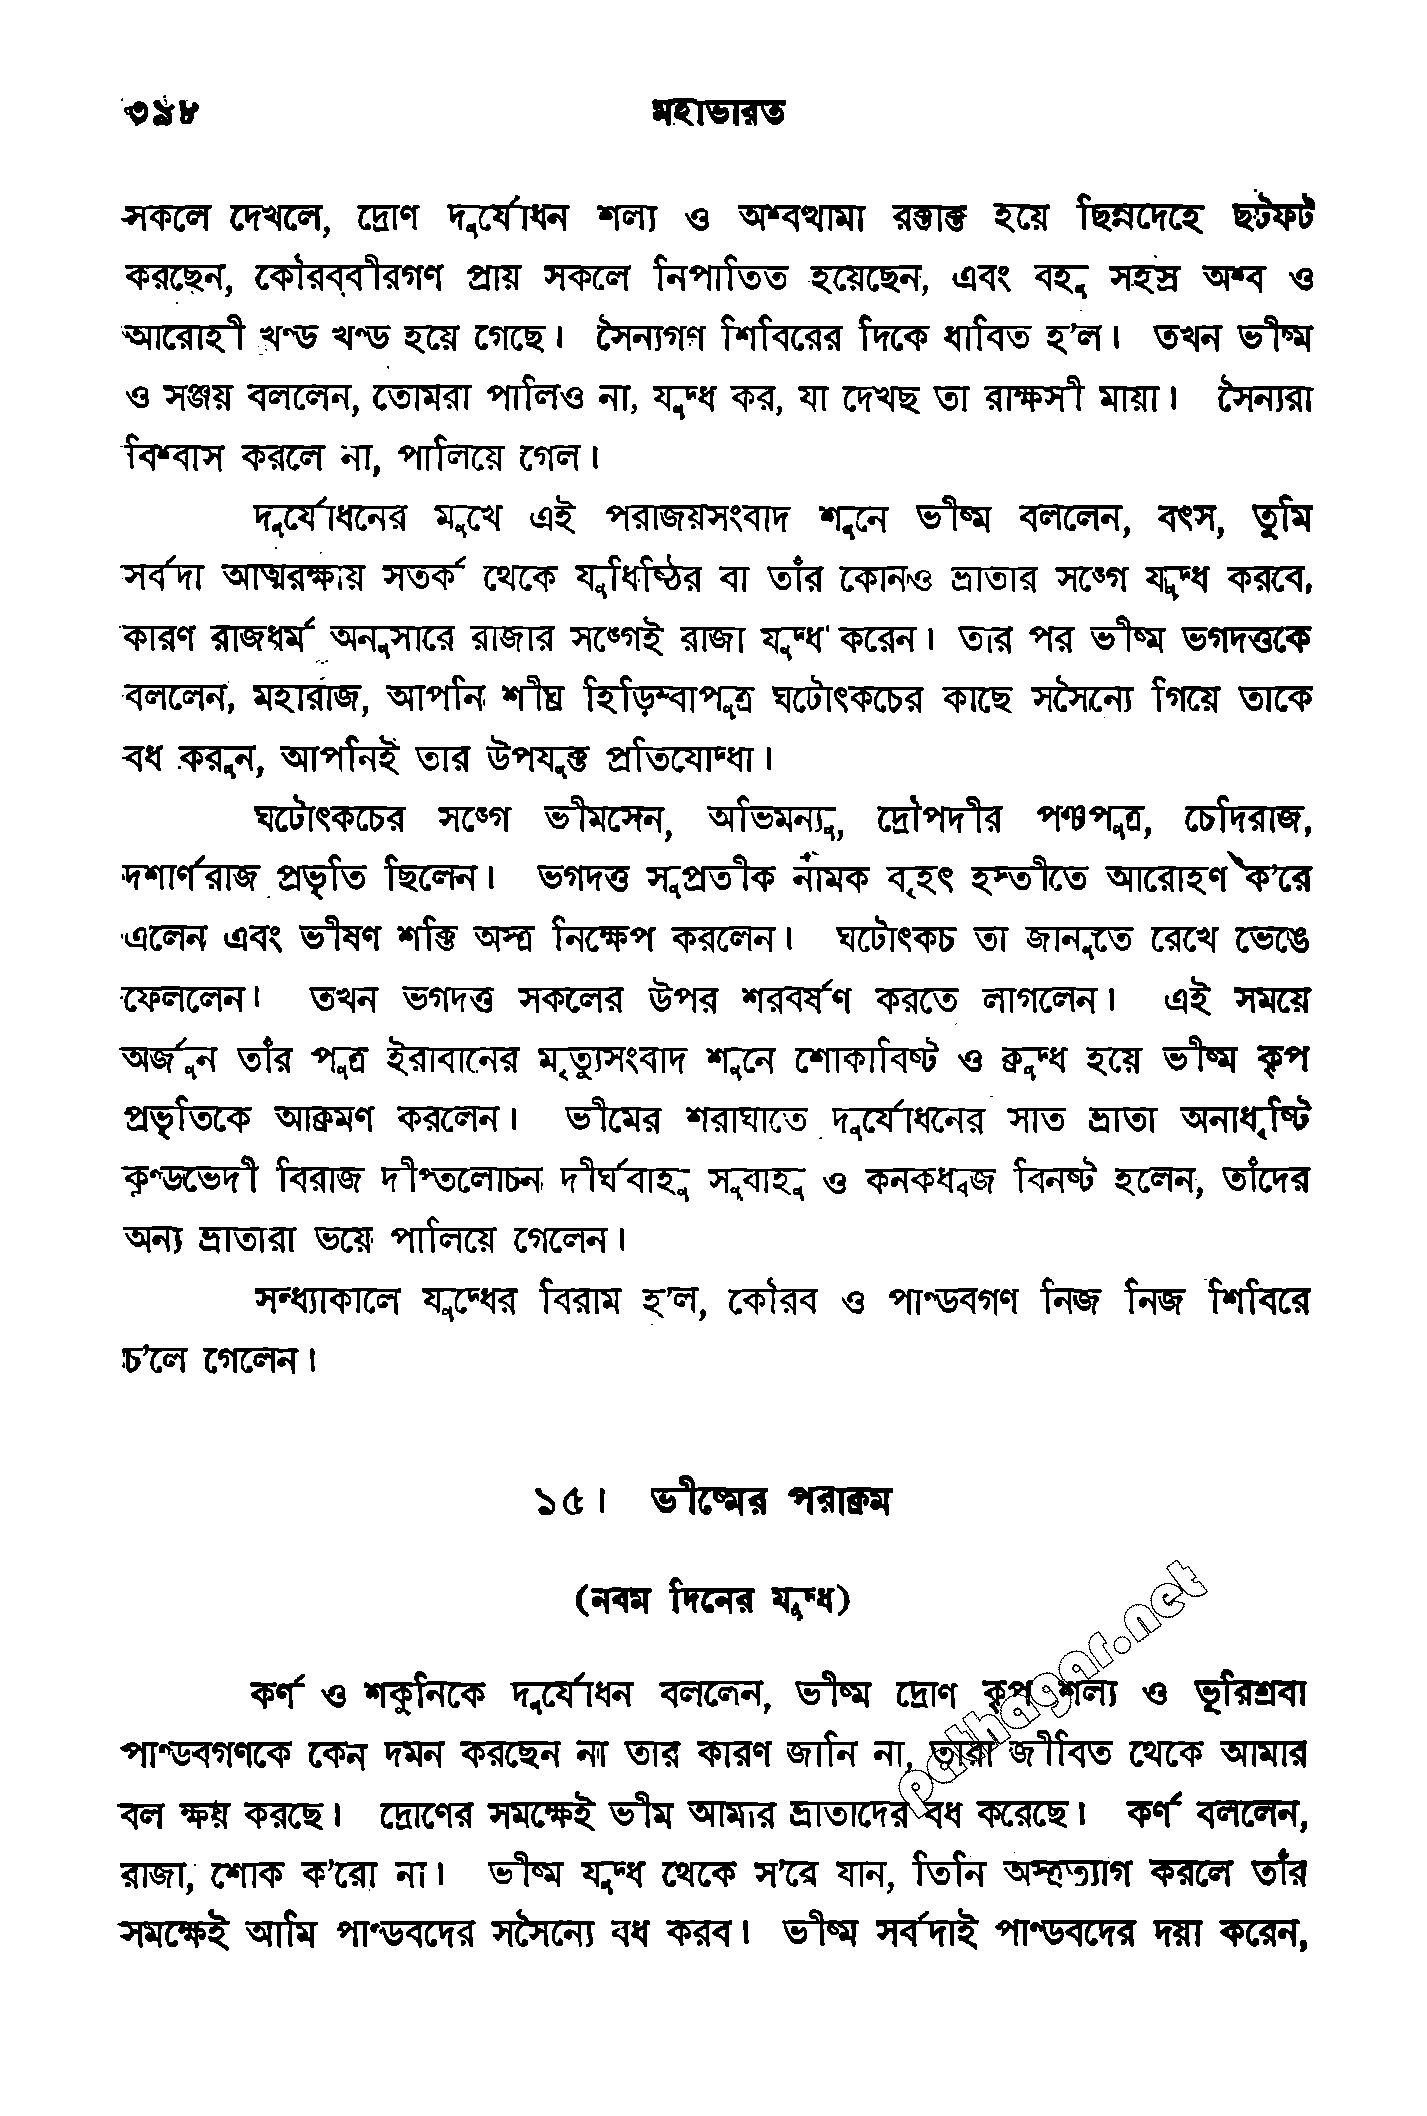 ৩৯৮ মহাভারত
সকলে দেখলে, দ্রোণ দুর্যোধন শল্য ও অশ্বত্থামা রক্তাক্ত হয়ে ছিন্নদেহে ছটফট
করছেন, কৌরববীরগণ প্রায় সকলে নিপাতিত হয়েছেন, এবং বহু সহস্র অশ্ব ও
আরোহী খণ্ড খণ্ড হয়ে গেছে। সৈন্যগণ শিবিরের দিকে ধাবিত হ'ল। তখন ভীষ্ম
ও সঞ্জয় বললেন, তোমরা পালিও না, যুদ্ধ কর, যা দেখছ তা রাক্ষসী মায়া। সৈন্যরা
বিশ্বাস করলে না, পালিয়ে গেল।
দুর্যোধনের মুখে এই পরাজয়সংবাদ শুনে ভীষ্ম বললেন, বৎস, তুমি
সর্বদা আত্মরক্ষায় সতর্ক থেকে যুধিষ্ঠির বা তাঁর কোনও ভ্রাতার সঙ্গে যুদ্ধ করবে,
কারণ রাজধর্ম অনুসারে রাজার সঙ্গেই রাজা যুদ্ধ করেন। তার পর ভীষ্ম ভগদত্তকে
বললেন, মহারাজ, আপনি শীঘ্র হিড়িম্বাপুত্র ঘটোৎকচের কাছে সসৈন্যে গিয়ে তাকে
বধ করুন, আপনিই তার উপযুক্ত প্রতিযোদ্ধা।
ঘটোৎকচের সঙ্গে ভীমসেন, অভিমন্যু, দ্রৌপদীর পঞ্চপুত্র, চেদিরাজ,
দশার্ণরাজ প্রভৃতি ছিলেন। ভগদত্ত সুপ্রতীক নামক বৃহৎ হস্তীতে আরোহণ ক'রে
এলেন এবং ভীষণ শক্তি অস্ত্র নিক্ষেপ করলেন। ঘটোৎকচ তা জানুতে রেখে ভেঙে
ফেললেন। তখন ভগদত্ত সকলের উপর শরবর্ষণ করতে লাগলেন। এই সময়ে
অর্জুন তাঁর পুত্র ইরাবানের মৃত্যুসংবাদ শুনে শোকাবিষ্ট ও ক্রুদ্ধ হয়ে ভীষ্ম কৃপ
প্রভৃতিকে আক্রমণ করলেন। ভীমের শরাঘাতে দুর্যোধনের সাত ভ্রাতা অনাধৃষ্টি
কুণ্ডভেদী বিরাজ দীপ্তলোচন দীর্ঘবাহু সুবাহু ও কনকধ্বজ বিনষ্ট হলেন, তাঁদের
অন্য ভ্রাতারা ভয়ে পালিয়ে গেলেন।
সন্ধ্যাকালে যুদ্ধের বিরাম হ'ল, কৌরব ও পাণ্ডবগণ নিজ নিজ শিবিরে
চ'লে গেলেন।
১৫। ভীষ্মের পরাক্রম
(নবম দিনের যুদ্ধ)
কর্ণ ও শকুনিকে দুর্যোধন বললেন, ভীষ্ম দ্রোণ কৃপ শল্য ও ভূরিশ্রবা
পাণ্ডবগণকে কেন দমন করছেন না তার কারণ জানি না, তারা জীবিত থেকে আমার
বল ক্ষয় করছে। দ্রোণের সমক্ষেই ভীম আমার ভ্রাতাদের বধ করেছে। কর্ণ বললেন,
রাজা, শোক ক'রো না। ভীষ্ম যুদ্ধ থেকে স'রে যান, তিনি অস্ত্রত্যাগ করলে তাঁর
সমক্ষেই আমি পাণ্ডবদের সসৈন্যে বধ করব। ভীষ্ম সর্বদাই পাণ্ডবদের দয়া করেন,
pathagar.net